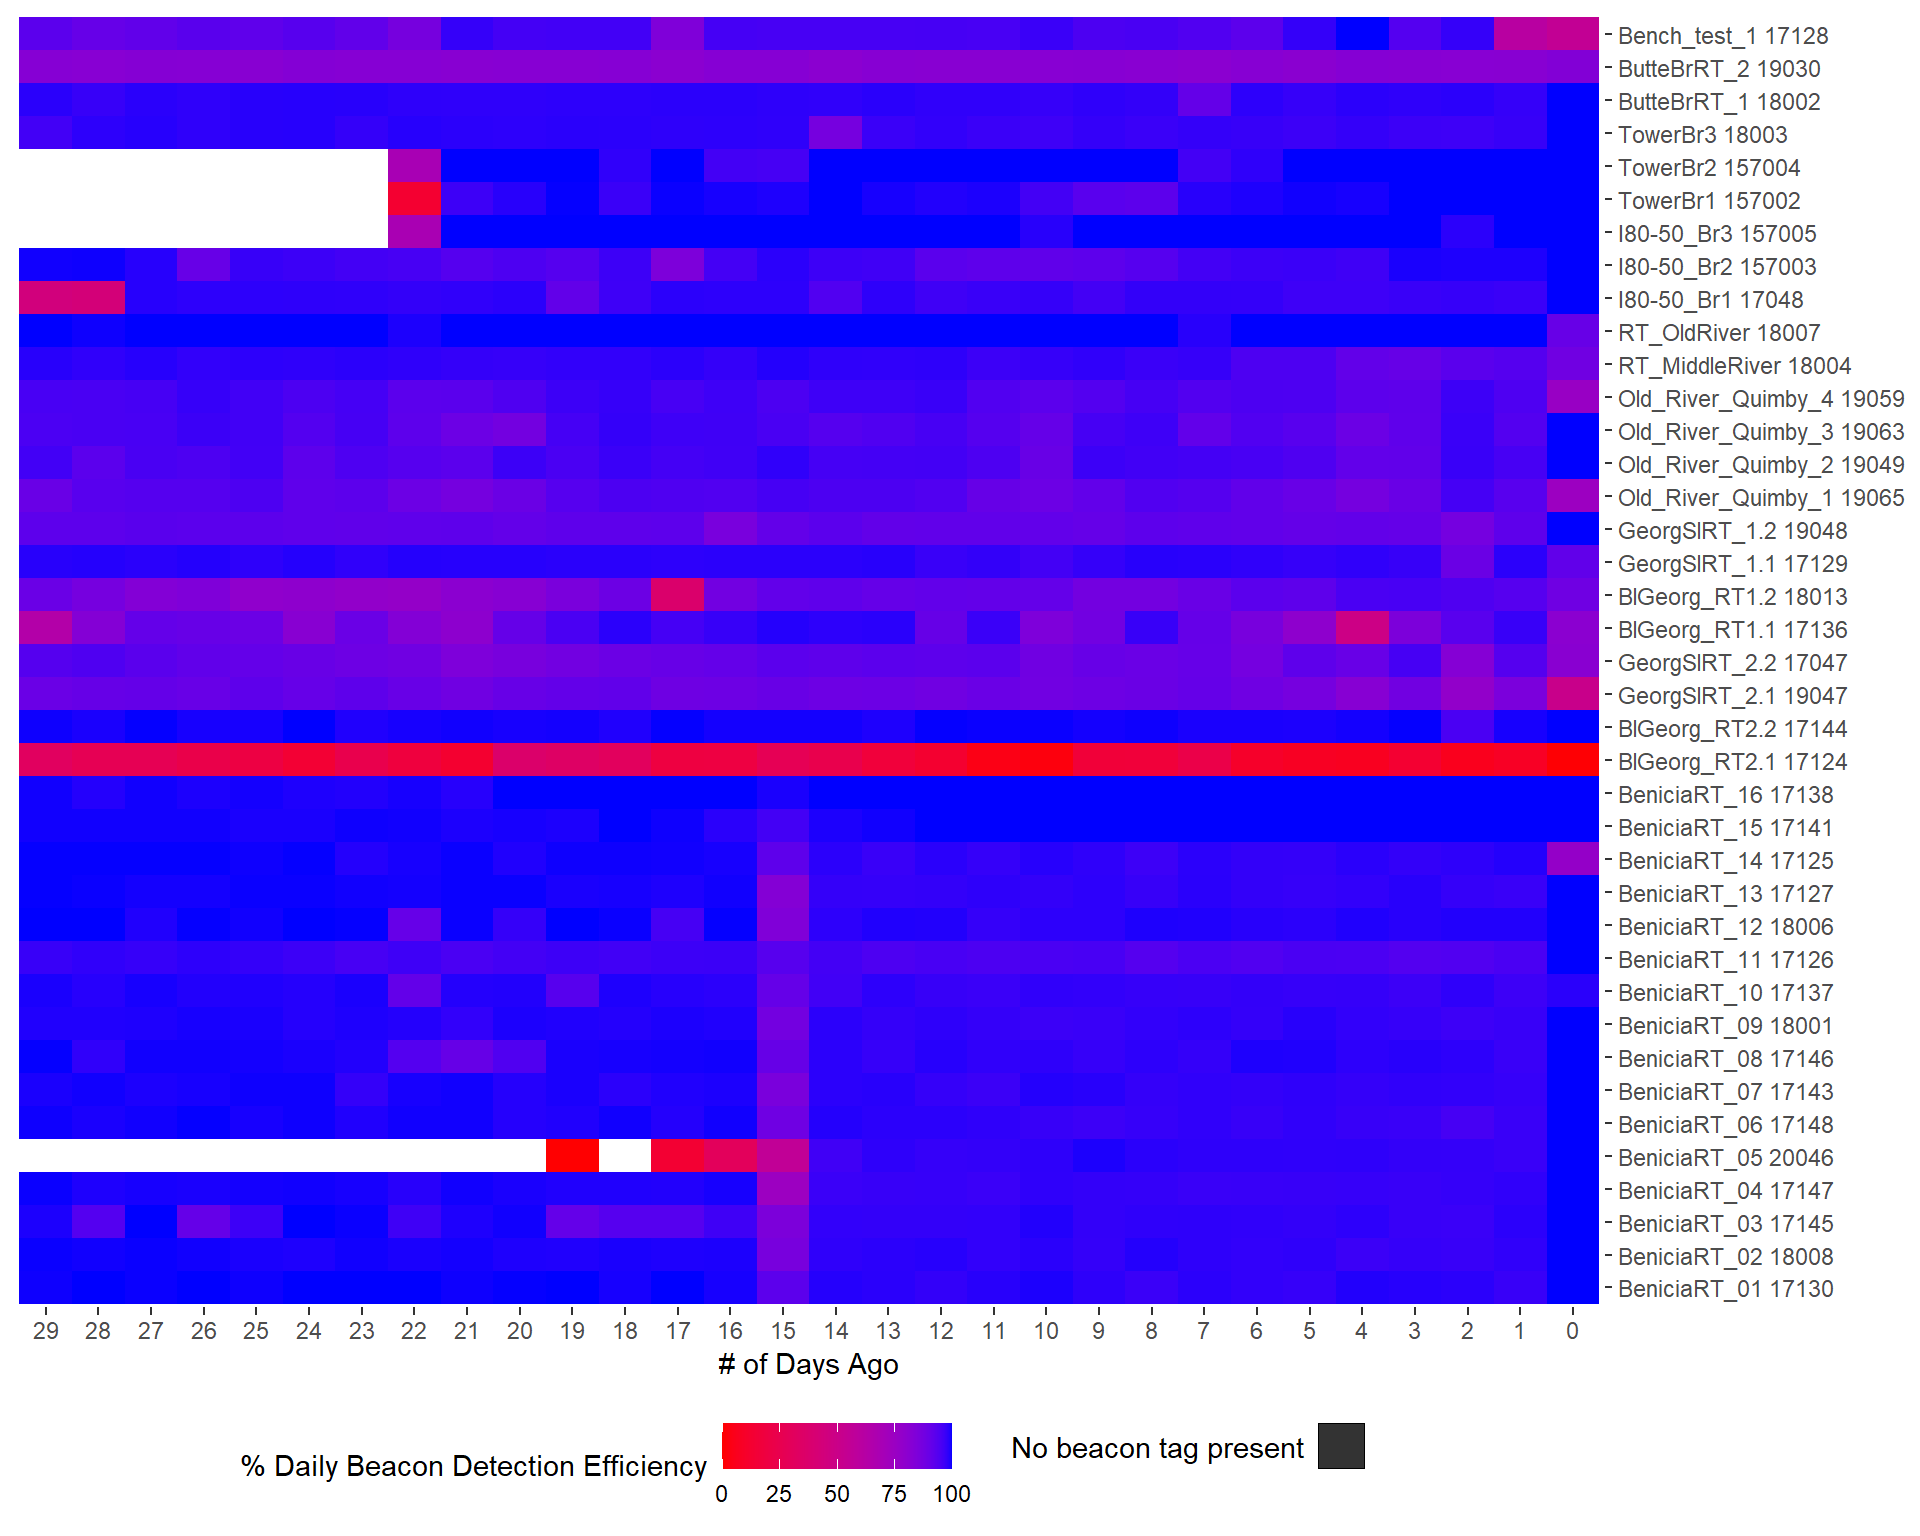 Bench_test_1 17128
ButteBrRT_2 19030
ButteBrRT_1 18002
TowerBr3 18003
TowerBr2 157004
TowerBr1 157002
I80-50_Br3 157005
I80-50_Br2 157003
I80-50_Br1 17048
RT_OldRiver 18007
RT_MiddleRiver 18004
Old_River_Quimby_4 19059
Old_River_Quimby_3 19063
Old_River_Quimby_2 19049
Old_River_Quimby_1 19065
GeorgSlRT_1.2 19048
GeorgSlRT_1.1 17129
BlGeorg_RT1.2 18013
BlGeorg_RT1.1 17136
GeorgSlRT_2.2 17047
GeorgSlRT_2.1 19047
BlGeorg_RT2.2 17144
BlGeorg_RT2.1 17124
BeniciaRT_16 17138
BeniciaRT_15 17141
BeniciaRT_14 17125
BeniciaRT_13 17127
BeniciaRT_12 18006
BeniciaRT_11 17126
BeniciaRT_10 17137
BeniciaRT_09 18001
BeniciaRT_08 17146
BeniciaRT_07 17143
BeniciaRT_06 17148
BeniciaRT_05 20046
BeniciaRT_04 17147
BeniciaRT_03 17145
BeniciaRT_02 18008
BeniciaRT_01 17130
29 28 27 26 25 24 23 22 21 20 19 18 17 16 15 14 13 12 11 10 9 8 7 6 5 4 3 2 1 0
# of Days Ago
% Daily Beacon Detection Efficiency
0 25 50 75 100
No beacon tag present